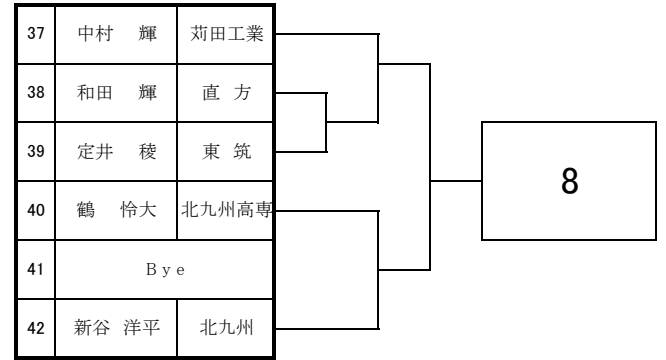 37 中村 輝 苅田工業
38 和田 輝 直 方
39 定井 稜 東 筑
40 鶴 怜大 北九州高専
41 Bye
42 新谷 洋平 北九州
8